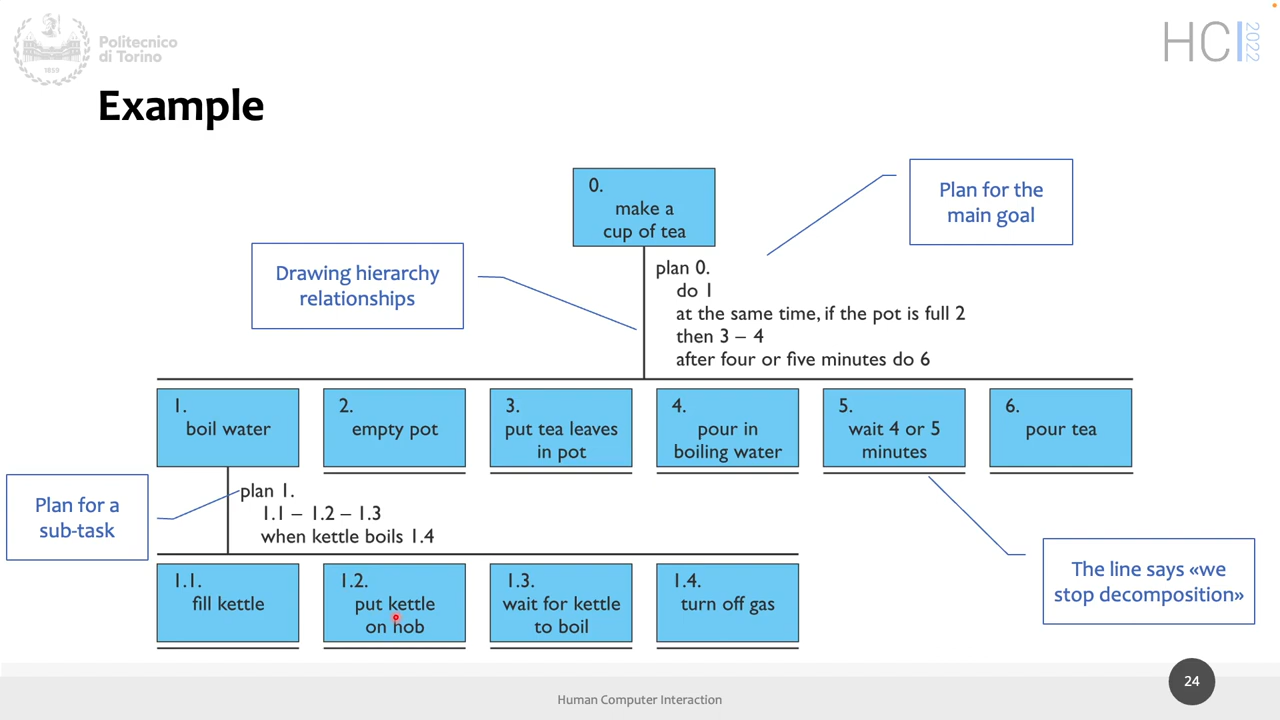 Politecnico
di Torino
1859
HCI 2022
Example
0.
make a
cup of tea
Plan for the
main goal
Drawing hierarchy
relationships
plan 0.
do 1
at the same time, if the pot is full 2
then 3 – 4
after four or five minutes do 6
1.
boil water
2.
empty pot
3.
put tea leaves
in pot
4.
pour in
boiling water
5.
wait 4 or 5
minutes
6.
pour tea
Plan for a
sub-task
plan 1.
1.1 – 1.2 – 1.3
when kettle boils 1.4
The line says «we
stop decomposition»
1.1.
fill kettle
1.2.
put kettle
on hob
1.3.
wait for kettle
to boil
1.4.
turn off gas
24
Human Computer Interaction